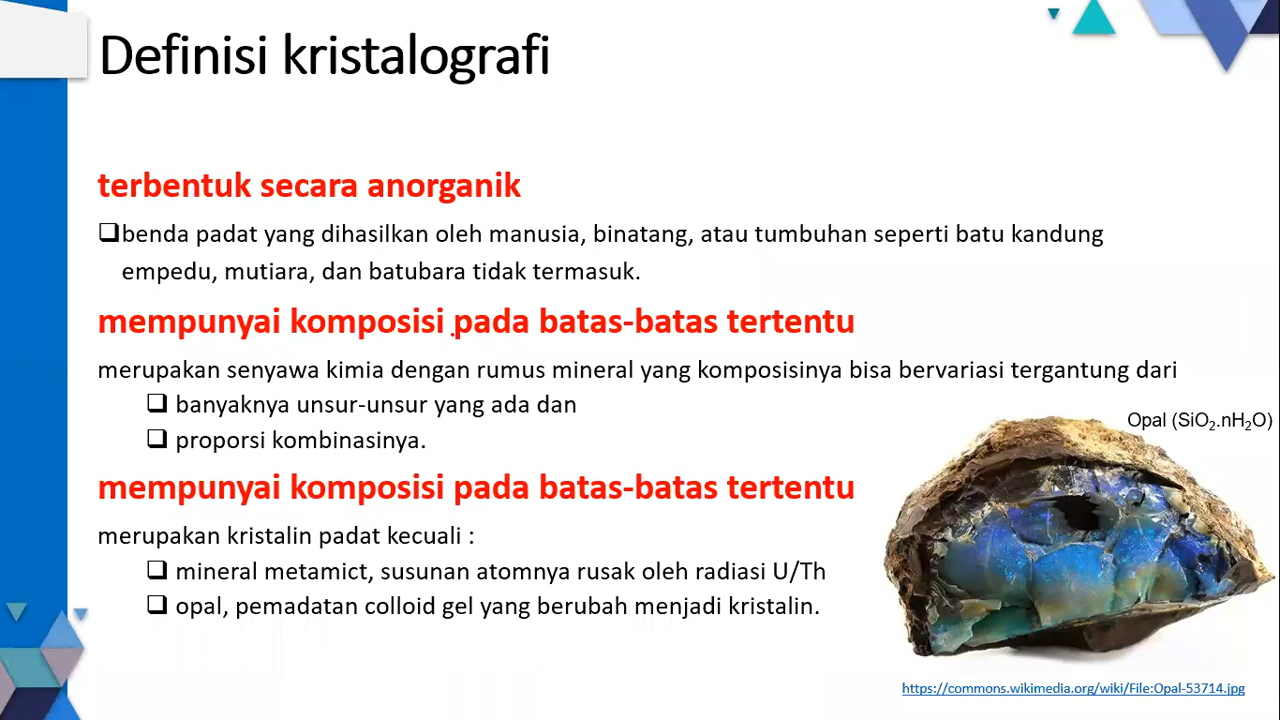 Definisi kristalografi
terbentuk secara anorganik
❑benda padat yang dihasilkan oleh manusia, binatang, atau tumbuhan seperti batu kandung
empedu, mutiara, dan batubara tidak termasuk.
mempunyai komposisi pada batas-batas tertentu
merupakan senyawa kimia dengan rumus mineral yang komposisinya bisa bervariasi tergantung dari
❑ banyaknya unsur-unsur yang ada dan
❑ proporsi kombinasinya.
Opal (SiO₂.nH₂O)
mempunyai komposisi pada batas-batas tertentu
merupakan kristalin padat kecuali :
❑ mineral metamict, susunan atomnya rusak oleh radiasi U/Th
❑ opal, pemadatan colloid gel yang berubah menjadi kristalin.
https://commons.wikimedia.org/wiki/File:Opal-53714.jpg